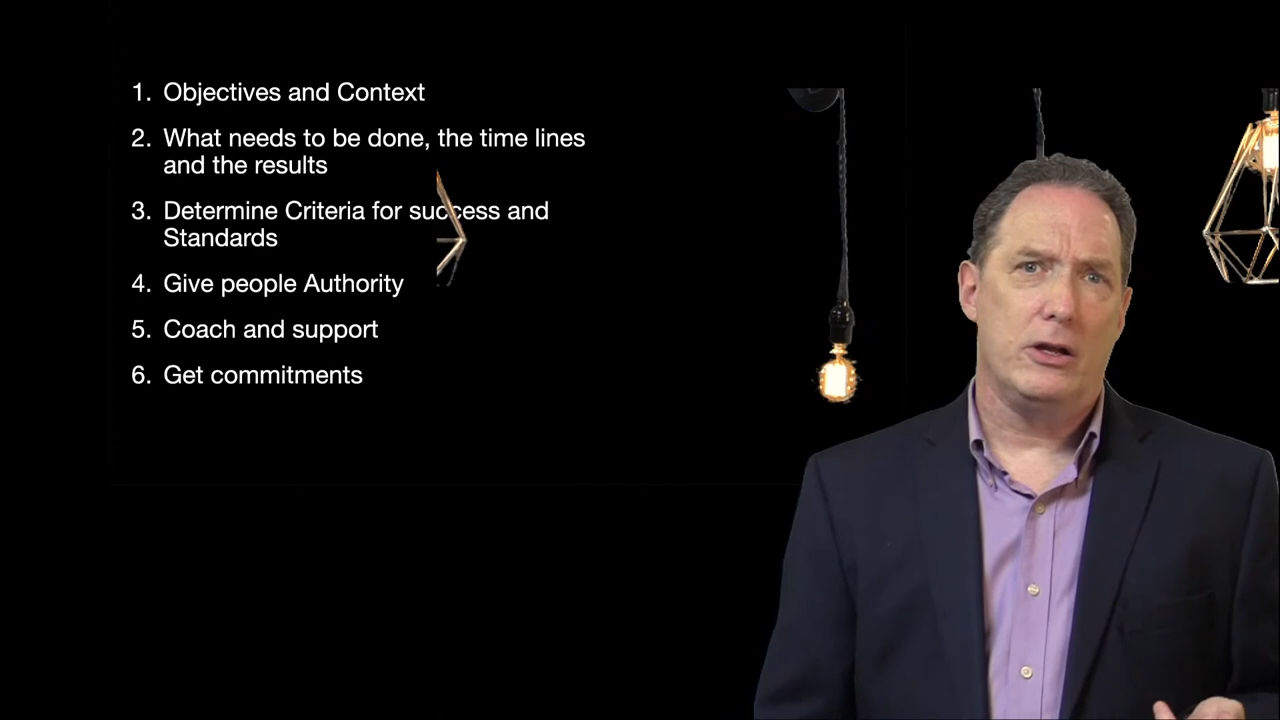 1. Objectives and Context
2. What needs to be done, the time lines
and the results
3. Determine Criteria for success and
Standards
4. Give people Authority
5. Coach and support
6. Get commitments